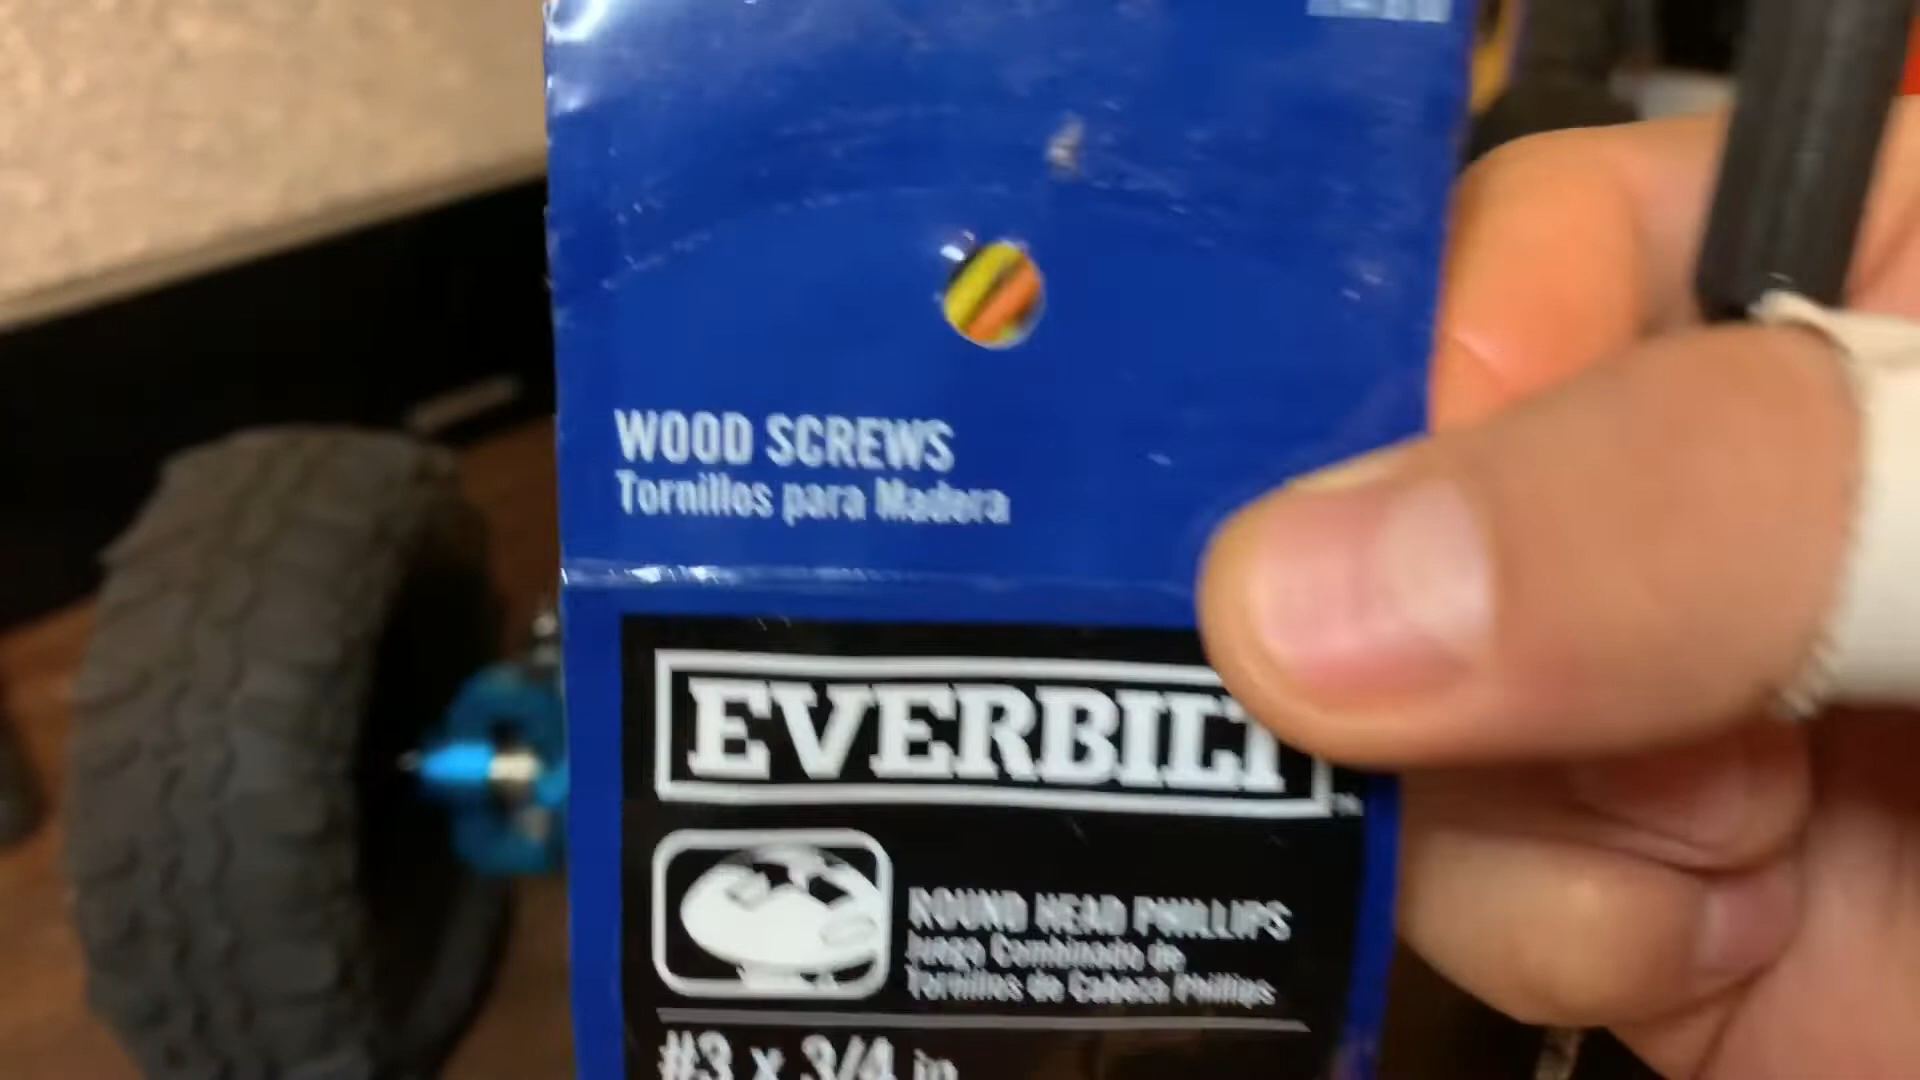 WOOD SCREWS
Tornillos para Madera
EVERBILT
ROUND HEAD PHILLIPS
Juego Combinado de
Tornillos de Cabeza Phillips
#3 x 3/4 in